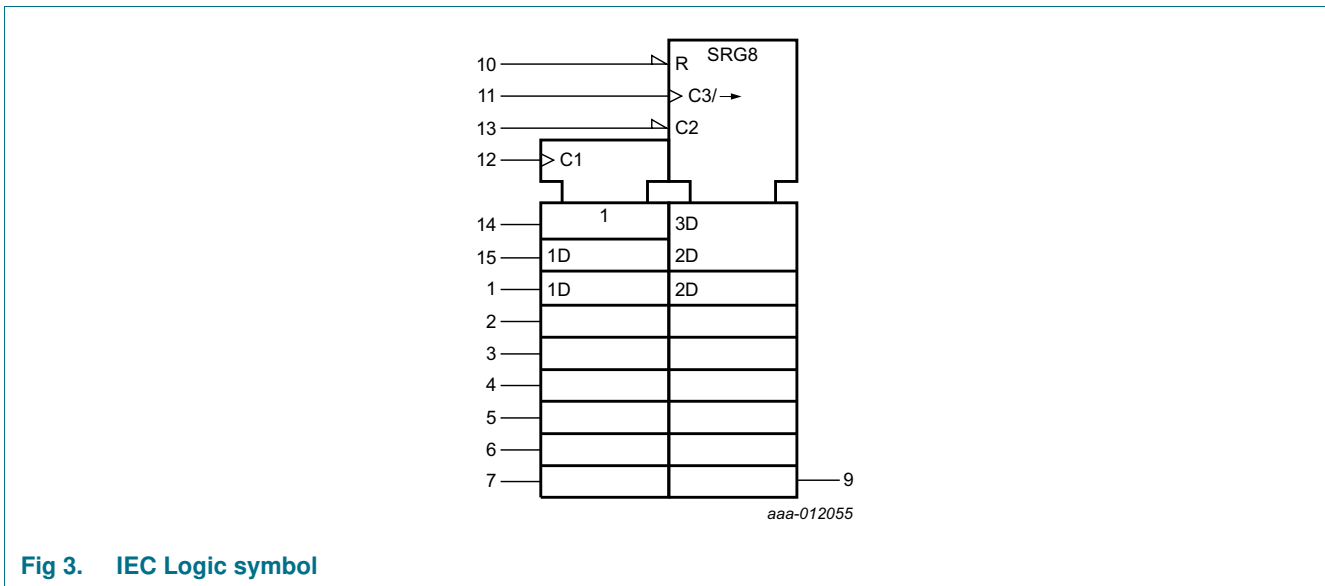 SRG8
10 R
11 C3/→
13 C2
12 C1
14 1 3D
15 1D 2D
1 1D 2D
2
3
4
5
6
7 9
aaa-012055
Fig 3. IEC Logic symbol